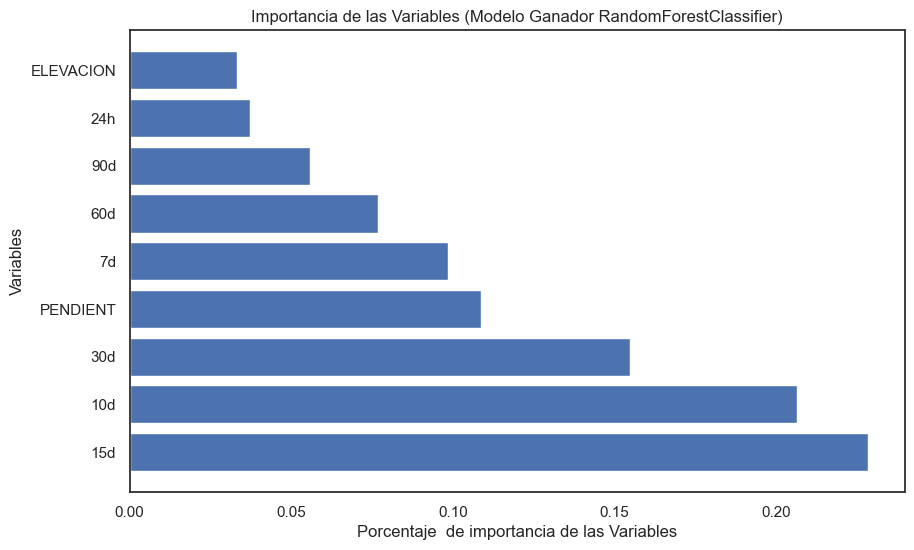 Importancia de las Variables (Modelo Ganador RandomForestClassifier)
Variables
ELEVACION
24h
90d
60d
7d
PENDIENT
30d
10d
15d
0.00 0.05 0.10 0.15 0.20
Porcentaje  de importancia de las Variables